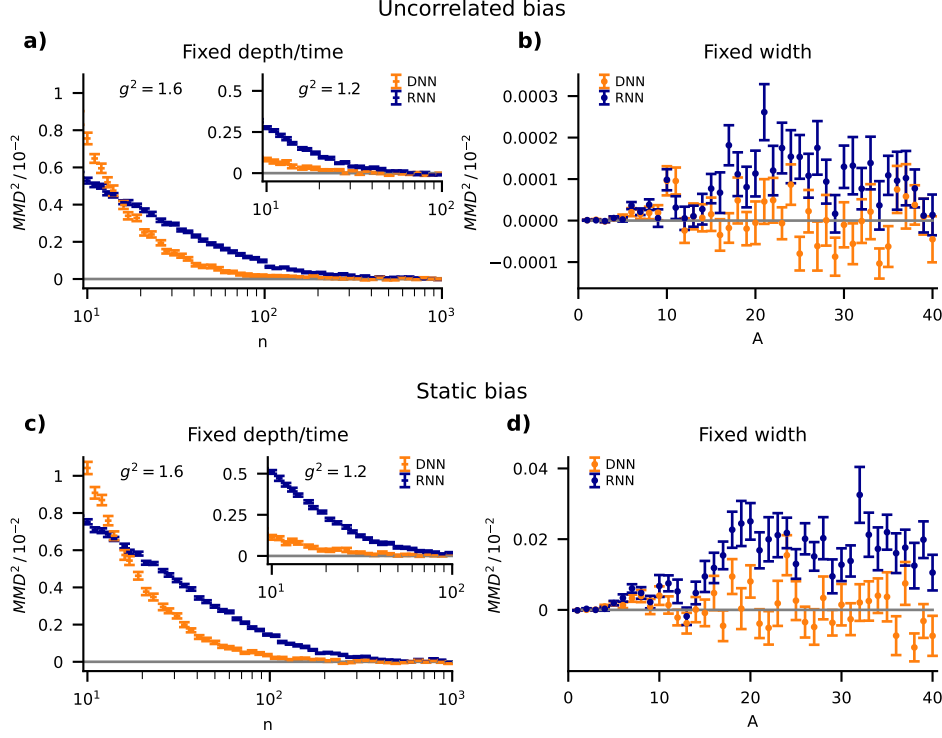 Uncorrelated bias
a)
Fixed depth/time
g² = 1.6
g² = 1.2
DNN
RNN
MMD² / 10⁻²
1
0.8
0.6
0.4
0.2
0
0.5
0.25
0
10¹
10²
10¹
10²
10³
n
b)
Fixed width
DNN
RNN
MMD² / 10⁻²
0.0003
0.0002
0.0001
0.0000
−0.0001
0
10
20
30
40
A
Static bias
c)
Fixed depth/time
g² = 1.6
g² = 1.2
DNN
RNN
MMD² / 10⁻²
1
0.8
0.6
0.4
0.2
0
0.5
0.25
0
10¹
10²
10¹
10²
10³
n
d)
Fixed width
DNN
RNN
MMD² / 10⁻²
0.04
0.02
0
0
10
20
30
40
A